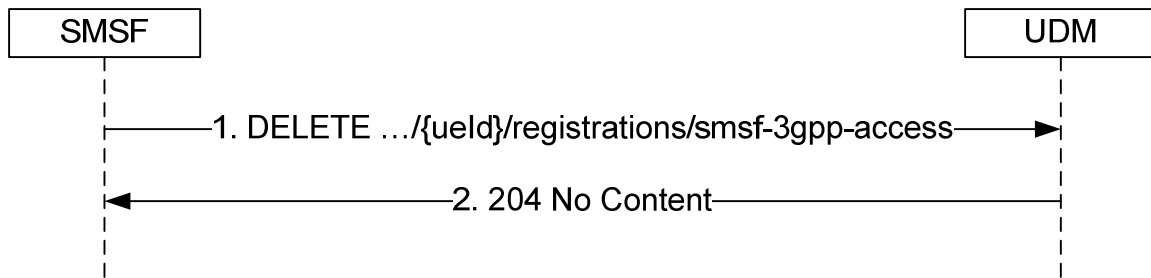 SMSF
UDM
1. DELETE …/{ueId}/registrations/smsf-3gpp-access
2. 204 No Content